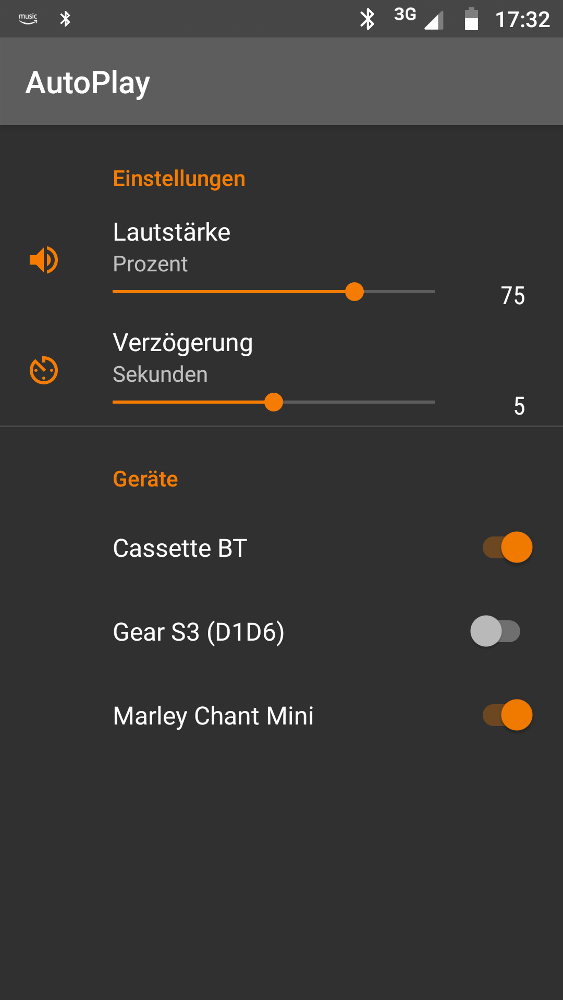 music
3G
17:32
AutoPlay
Einstellungen
Lautstärke
Prozent
75
Verzögerung
Sekunden
5
Geräte
Cassette BT
Gear S3 (D1D6)
Marley Chant Mini